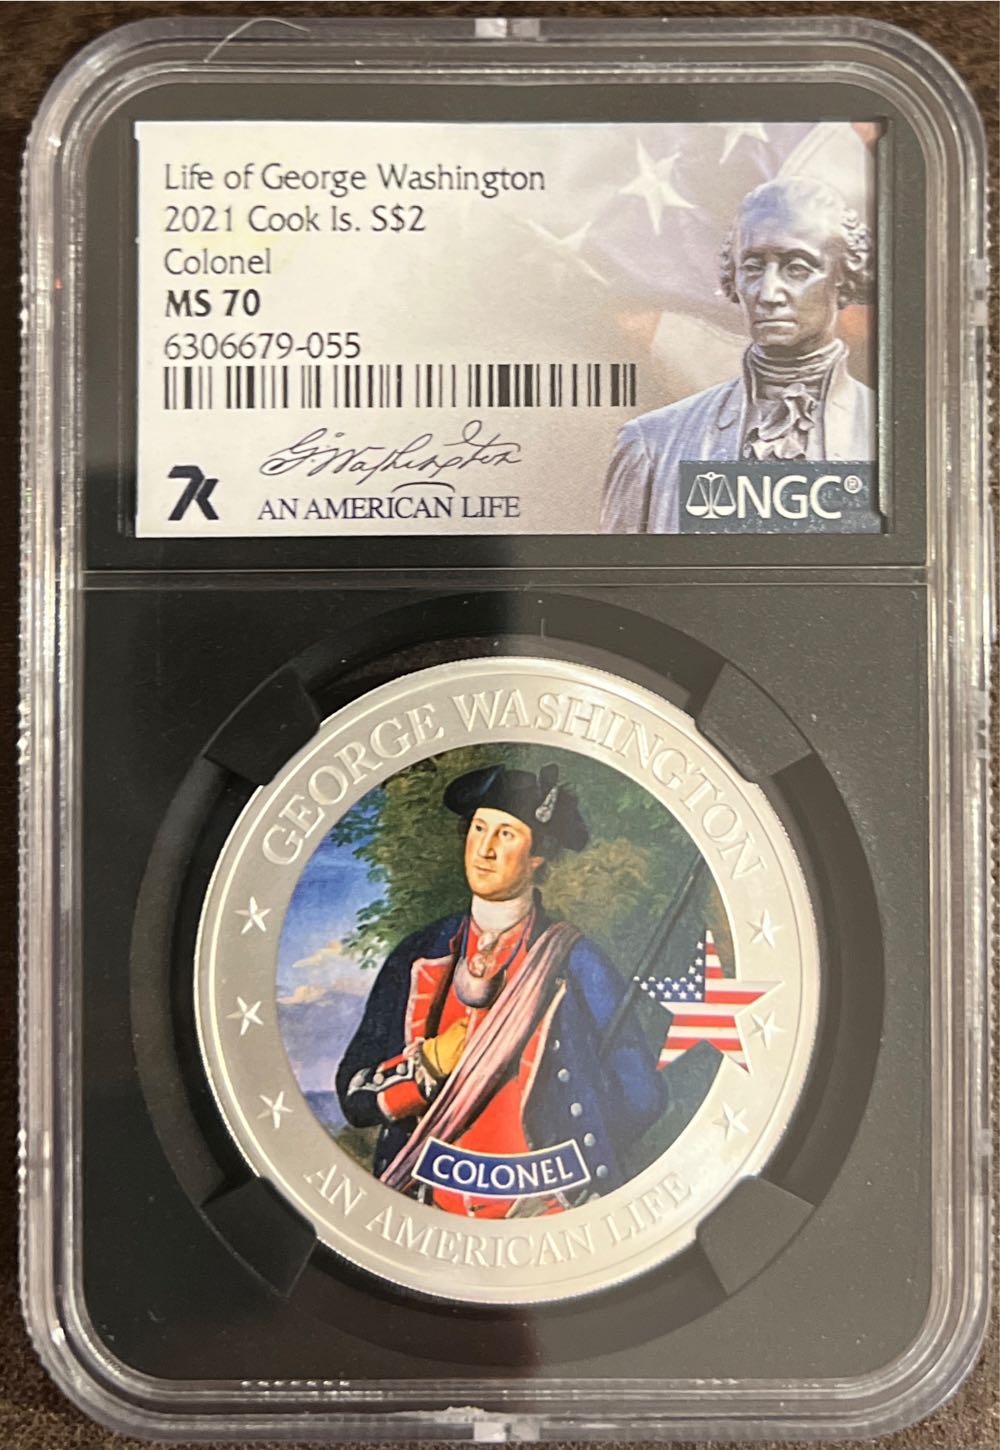 Life of George Washington
2021 Cook Is. S$2
Colonel
MS 70
6306679-055
G:Washington
7k
AN AMERICAN LIFE
NGC®
GEORGE WASHINGTON
COLONEL
AN AMERICAN LIFE